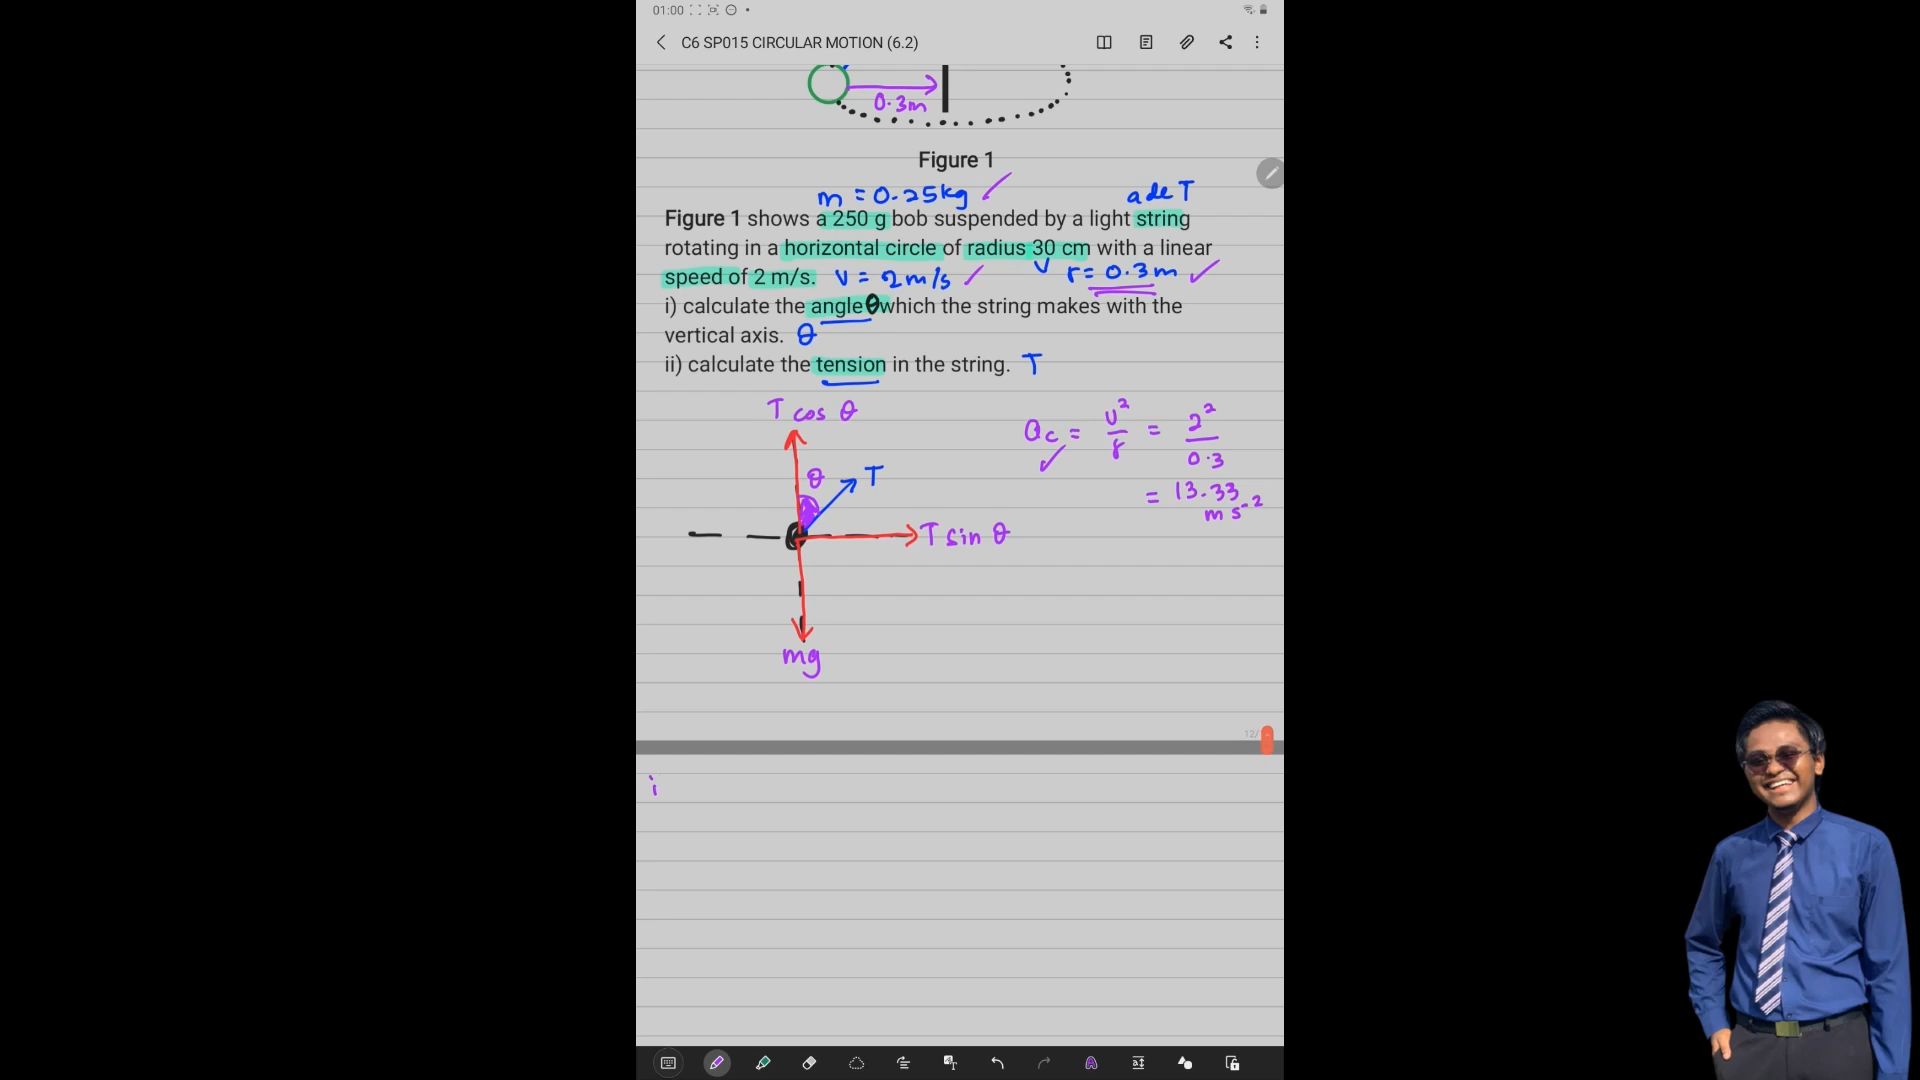 01:00
C6 SP015 CIRCULAR MOTION (6.2)
0.3m
Figure 1
m = 0.25kg
ade T
Figure 1 shows a 250 g bob suspended by a light string
rotating in a horizontal circle of radius 30 cm with a linear
speed of 2 m/s.
v = 2m/s
r = 0.3m
i) calculate the angle θ which the string makes with the
vertical axis. θ
ii) calculate the tension in the string. T
T cos θ
ac = v²/r = 2²/0.3
θ
T
= 13.33
m s⁻²
T sin θ
mg
12/
i